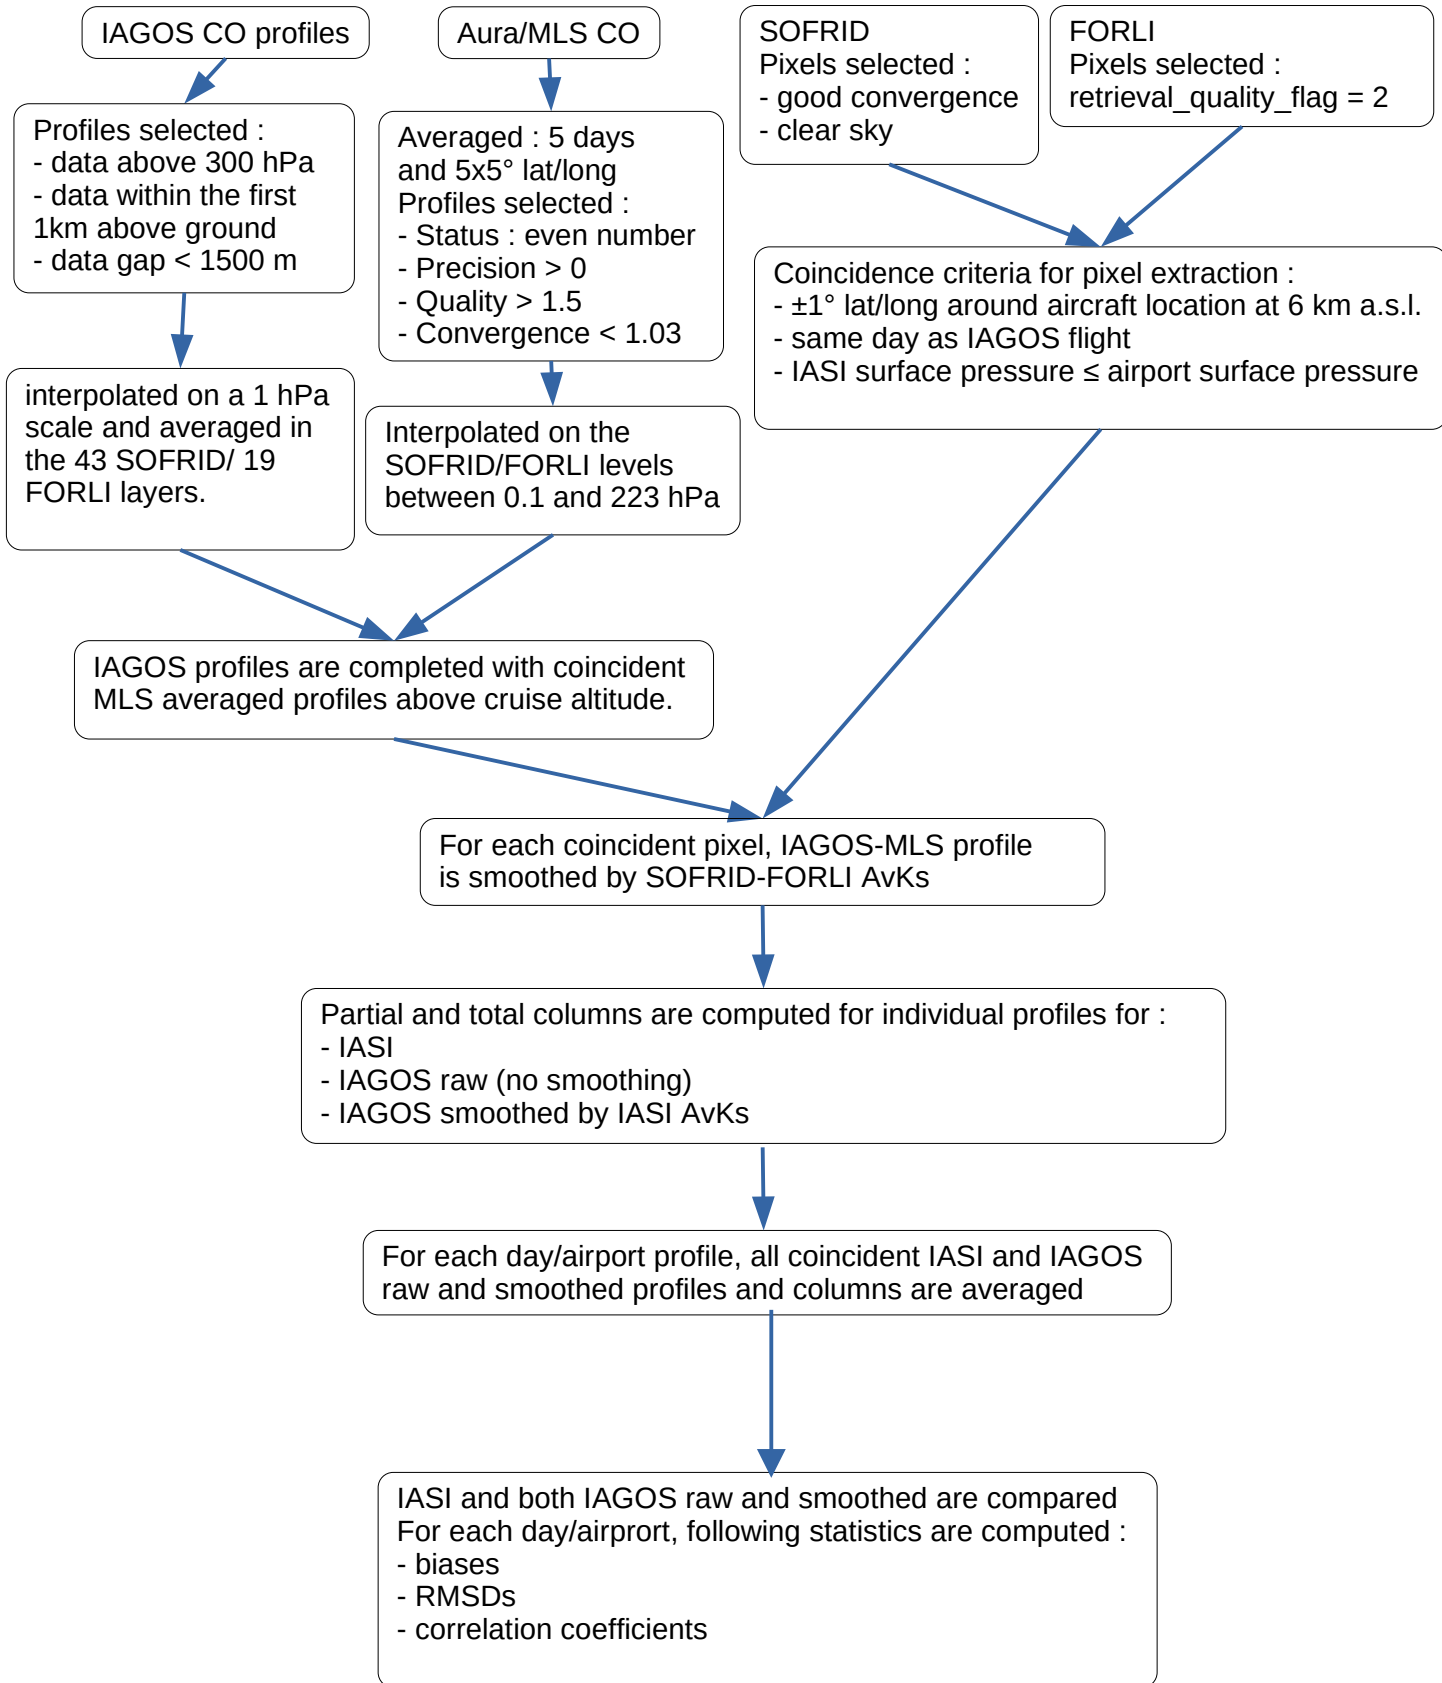 IAGOS CO profiles
Aura/MLS CO
SOFRID
Pixels selected :
- good convergence
- clear sky
FORLI
Pixels selected :
retrieval_quality_flag = 2
Profiles selected :
- data above 300 hPa
- data within the first
1km above ground
- data gap < 1500 m
Averaged : 5 days
and 5x5° lat/long
Profiles selected :
- Status : even number
- Precision > 0
- Quality > 1.5
- Convergence < 1.03
Coincidence criteria for pixel extraction :
- ±1° lat/long around aircraft location at 6 km a.s.l.
- same day as IAGOS flight
- IASI surface pressure ≤ airport surface pressure
interpolated on a 1 hPa
scale and averaged in
the 43 SOFRID/ 19
FORLI layers.
Interpolated on the
SOFRID/FORLI levels
between 0.1 and 223 hPa
IAGOS profiles are completed with coincident
MLS averaged profiles above cruise altitude.
For each coincident pixel, IAGOS-MLS profile
is smoothed by SOFRID-FORLI AvKs
Partial and total columns are computed for individual profiles for :
- IASI
- IAGOS raw (no smoothing)
- IAGOS smoothed by IASI AvKs
For each day/airport profile, all coincident IASI and IAGOS
raw and smoothed profiles and columns are averaged
IASI and both IAGOS raw and smoothed are compared
For each day/airprort, following statistics are computed :
- biases
- RMSDs
- correlation coefficients